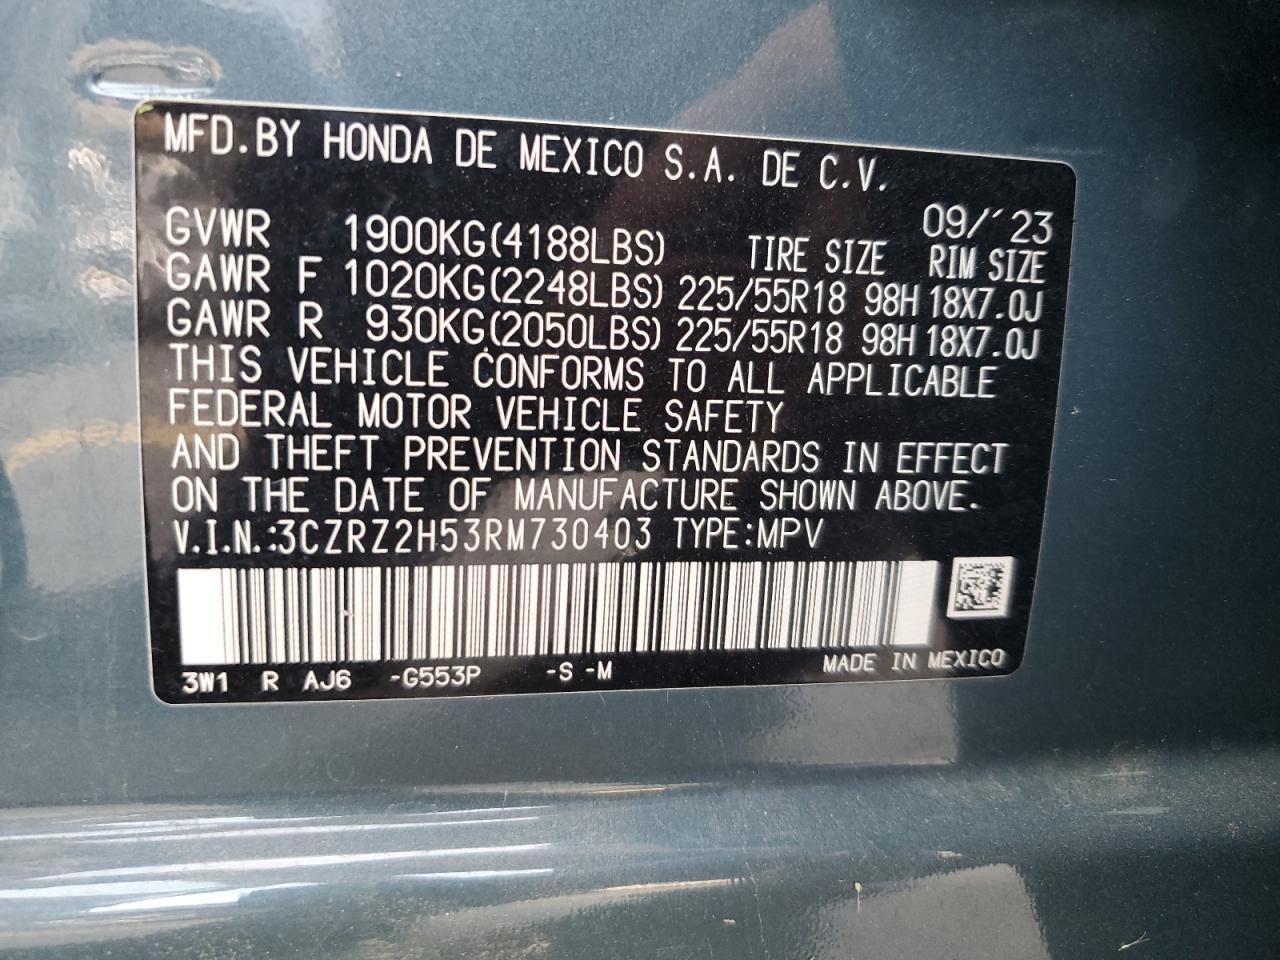 MFD.BY HONDA DE MEXICO S.A. DE C.V.
09/´23
GVWR 1900KG(4188LBS) TIRE SIZE RIM SIZE
GAWR F 1020KG(2248LBS) 225/55R18 98H 18X7.0J
GAWR R 930KG(2050LBS) 225/55R18 98H 18X7.0J
THIS VEHICLE CONFORMS TO ALL APPLICABLE
FEDERAL MOTOR VEHICLE SAFETY
AND THEFT PREVENTION STANDARDS IN EFFECT
ON THE DATE OF MANUFACTURE SHOWN ABOVE.
V.I.N.:3CZRZ2H53RM730403 TYPE:MPV
3W1 R AJ6 -G553P -S -M MADE IN MEXICO